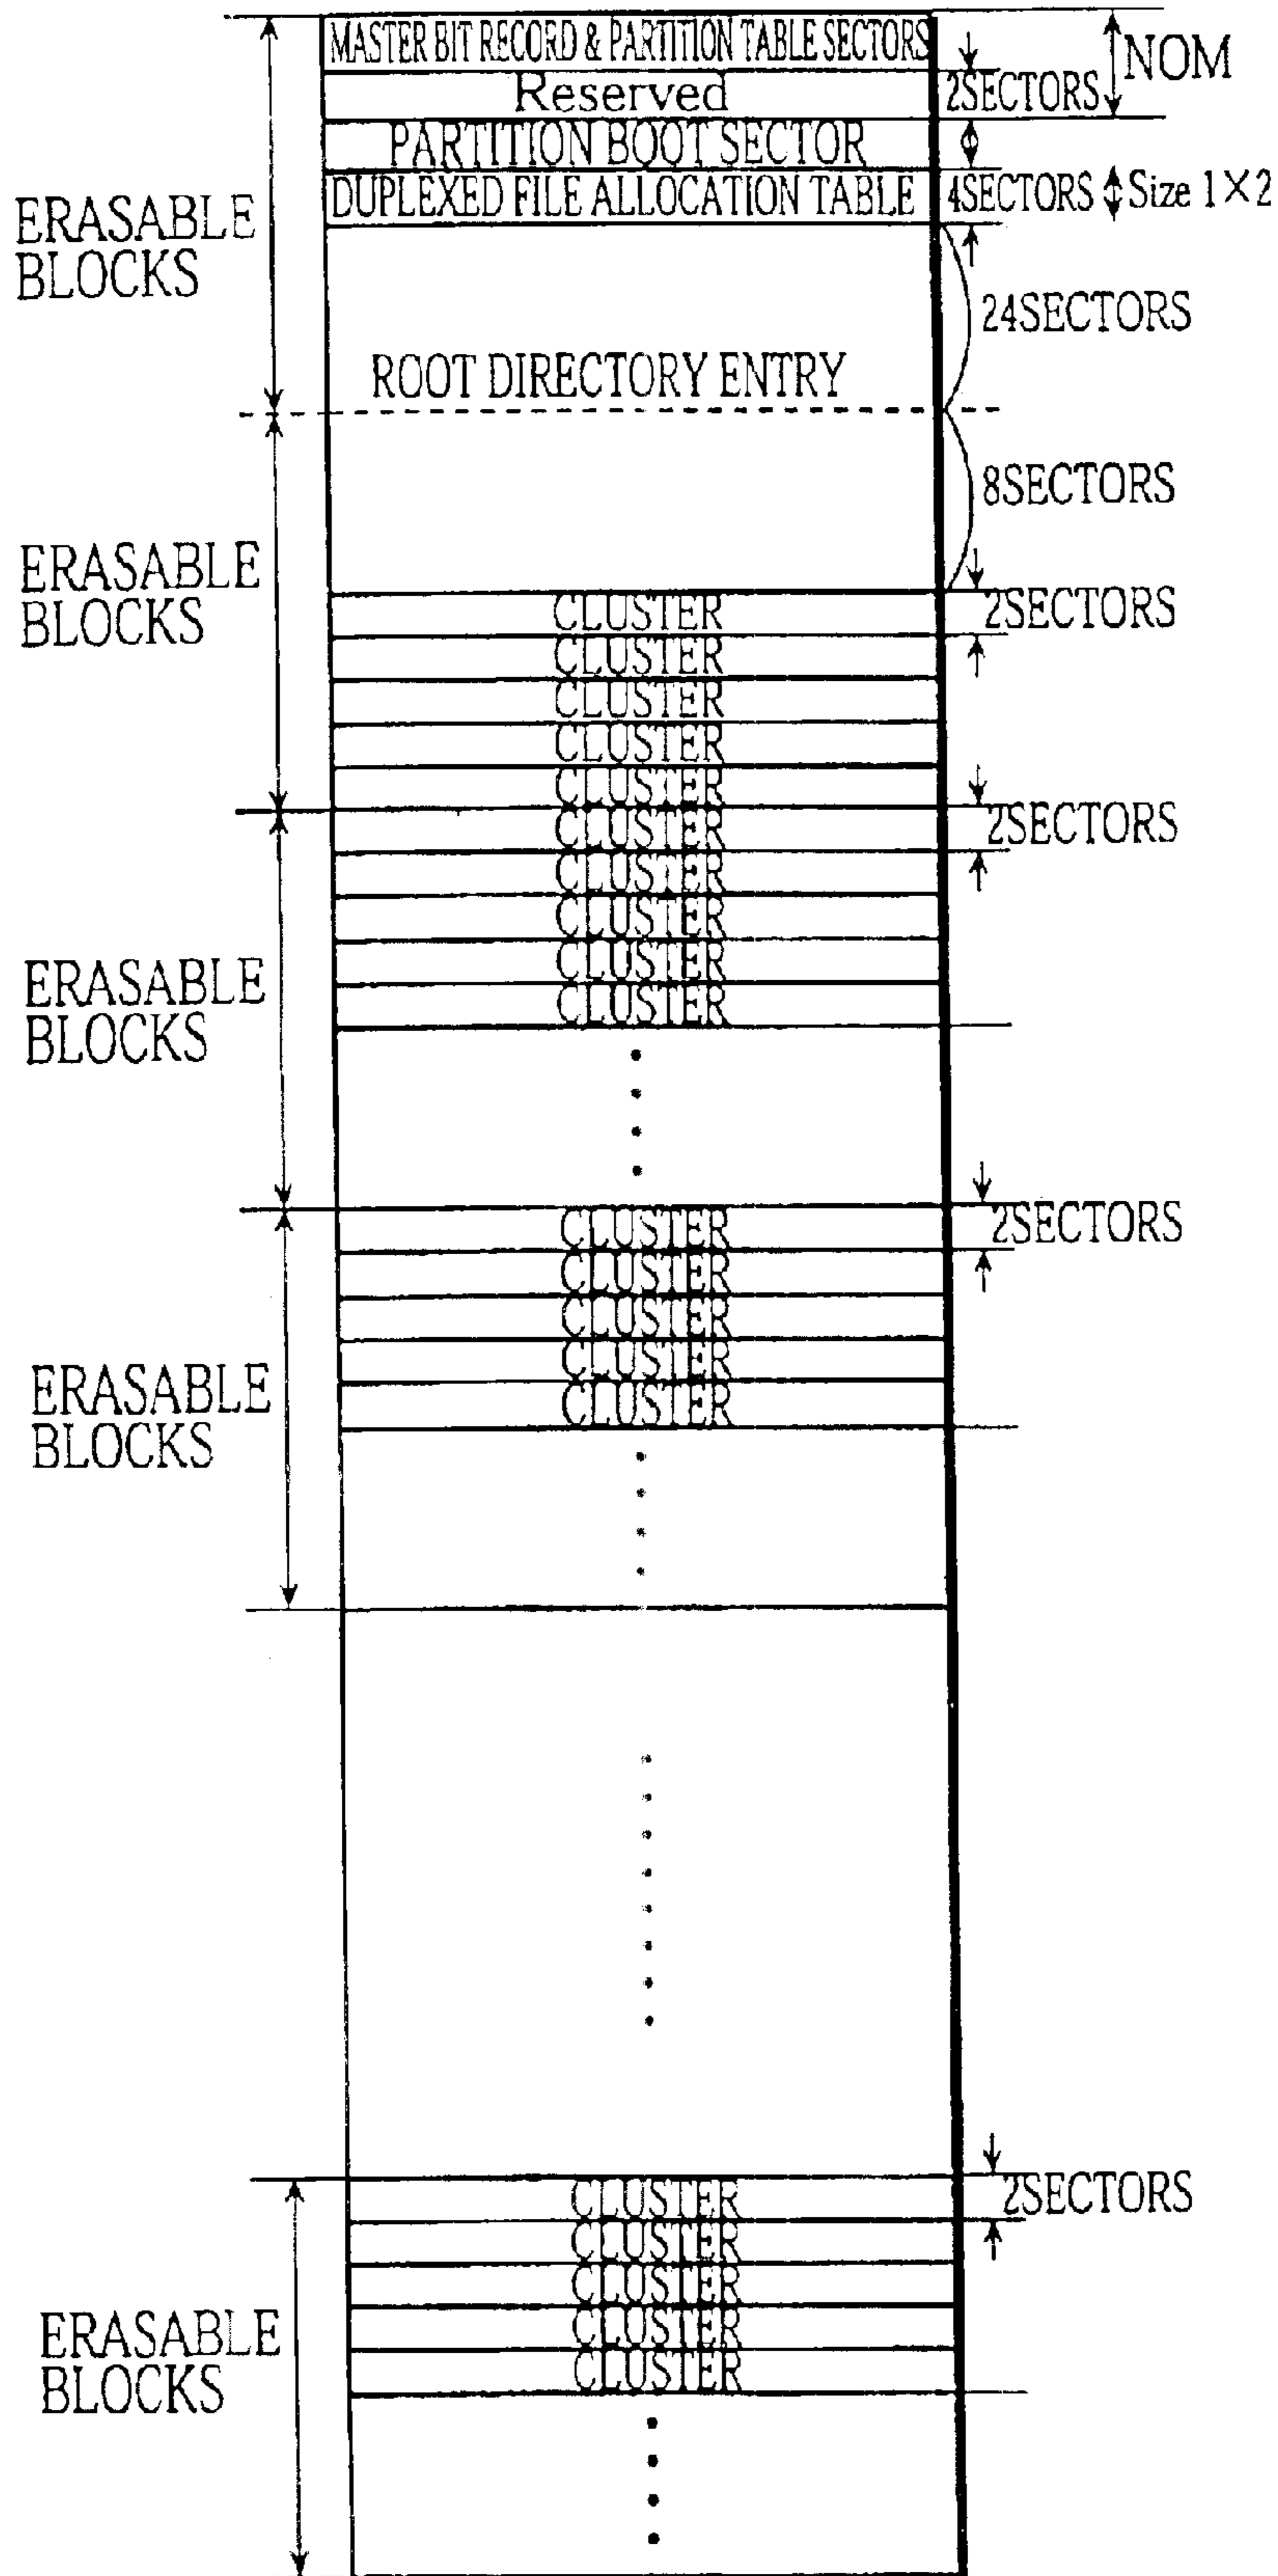 MASTER BIT RECORD & PARTITION TABLE SECTORS
NOM
Reserved
2SECTORS
PARTITION BOOT SECTOR
DUPLEXED FILE ALLOCATION TABLE
4SECTORS
Size 1×2
ERASABLE
BLOCKS
24SECTORS
ROOT DIRECTORY ENTRY
8SECTORS
ERASABLE
BLOCKS
CLUSTER
2SECTORS
CLUSTER
CLUSTER
CLUSTER
CLUSTER
CLUSTER
2SECTORS
CLUSTER
CLUSTER
CLUSTER
CLUSTER
ERASABLE
BLOCKS
CLUSTER
2SECTORS
CLUSTER
CLUSTER
CLUSTER
CLUSTER
ERASABLE
BLOCKS
CLUSTER
2SECTORS
CLUSTER
CLUSTER
CLUSTER
CLUSTER
ERASABLE
BLOCKS